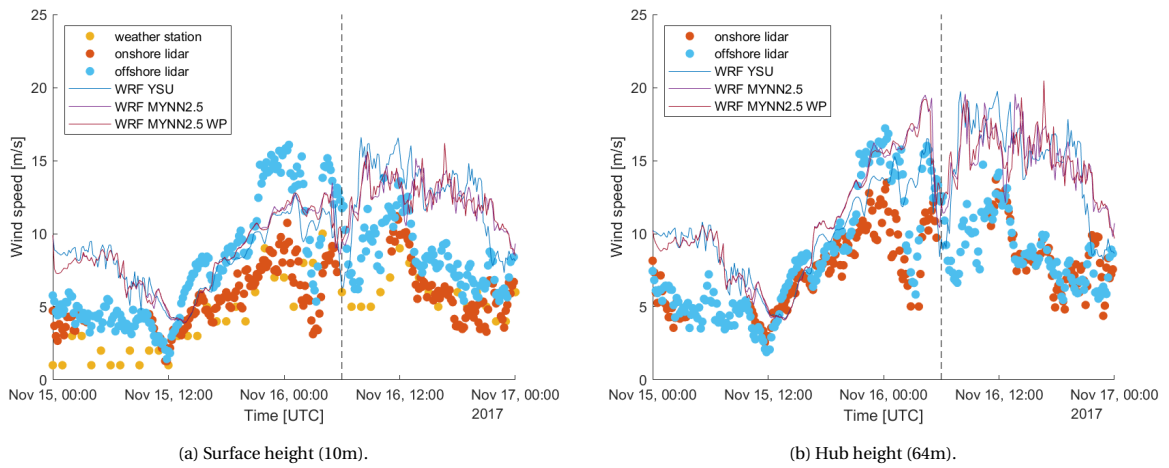 25
20
15
10
5
0
Wind speed [m/s]
weather station
onshore lidar
offshore lidar
WRF YSU
WRF MYNN2.5
WRF MYNN2.5 WP
Nov 15, 00:00 Nov 15, 12:00 Nov 16, 00:00 Nov 16, 12:00 Nov 17, 00:00
Time [UTC] 2017
(a) Surface height (10m).
25
20
15
10
5
0
Wind speed [m/s]
onshore lidar
offshore lidar
WRF YSU
WRF MYNN2.5
WRF MYNN2.5 WP
Nov 15, 00:00 Nov 15, 12:00 Nov 16, 00:00 Nov 16, 12:00 Nov 17, 00:00
Time [UTC] 2017
(b) Hub height (64m).